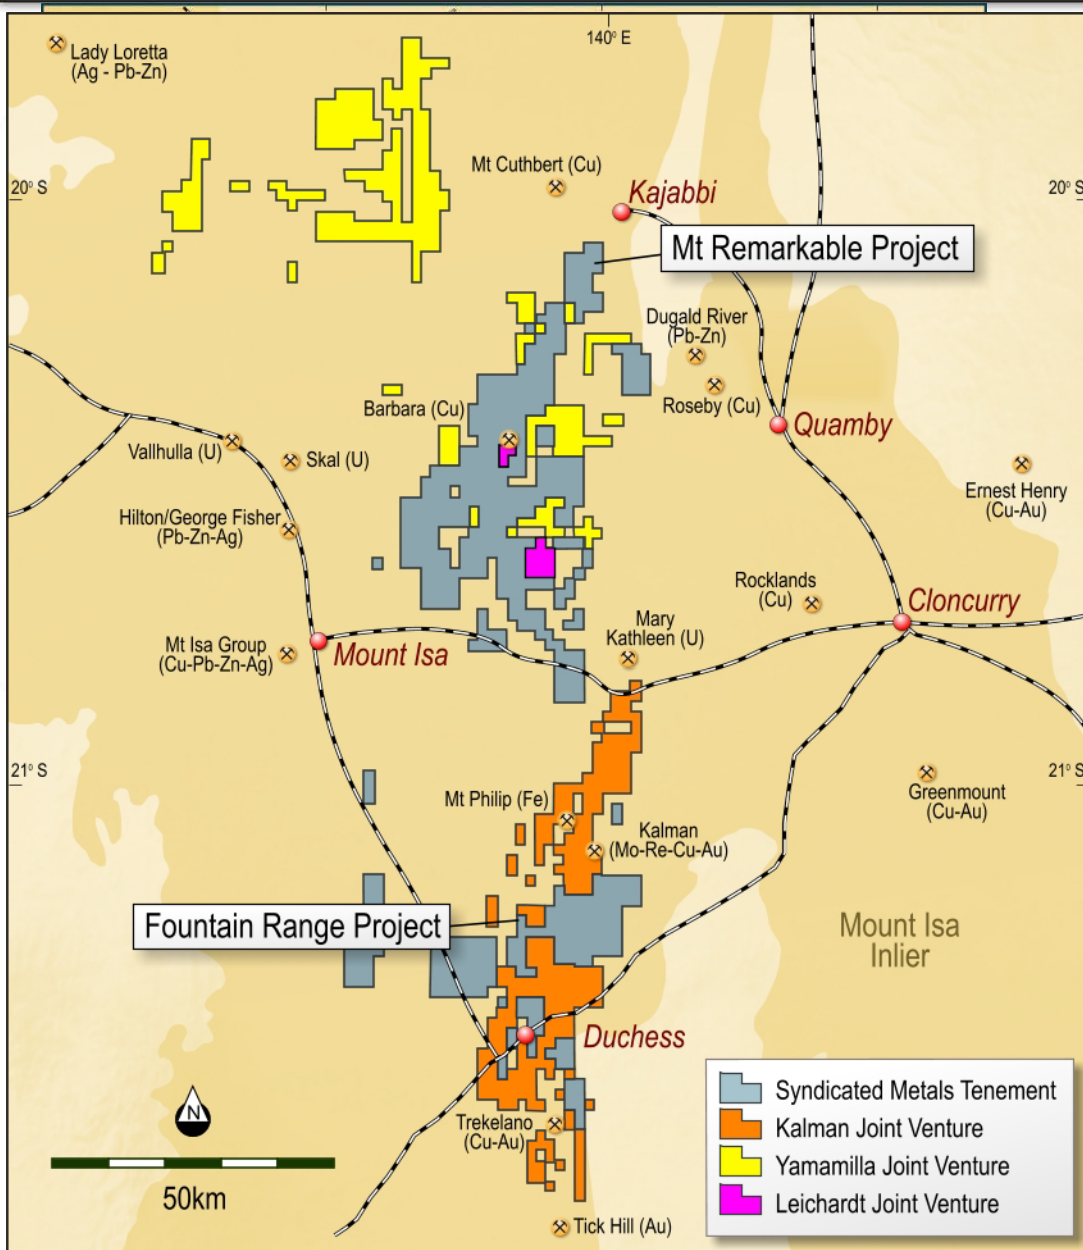 140° E
Lady Loretta
(Ag - Pb-Zn)
Mt Cuthbert (Cu)
20° S
20° S
Kajabbi
Mt Remarkable Project
Dugald River
(Pb-Zn)
Roseby (Cu)
Barbara (Cu)
Quamby
Vallhulla (U)
Skal (U)
Ernest Henry
(Cu-Au)
Hilton/George Fisher
(Pb-Zn-Ag)
Rocklands
(Cu)
Cloncurry
Mary
Kathleen (U)
Mt Isa Group
(Cu-Pb-Zn-Ag)
Mount Isa
21° S
21° S
Greenmount
(Cu-Au)
Mt Philip (Fe)
Kalman
(Mo-Re-Cu-Au)
Fountain Range Project
Mount Isa
Inlier
Duchess
Syndicated Metals Tenement
Kalman Joint Venture
Yamamilla Joint Venture
Leichardt Joint Venture
N
Trekelano
(Cu-Au)
50km
Tick Hill (Au)